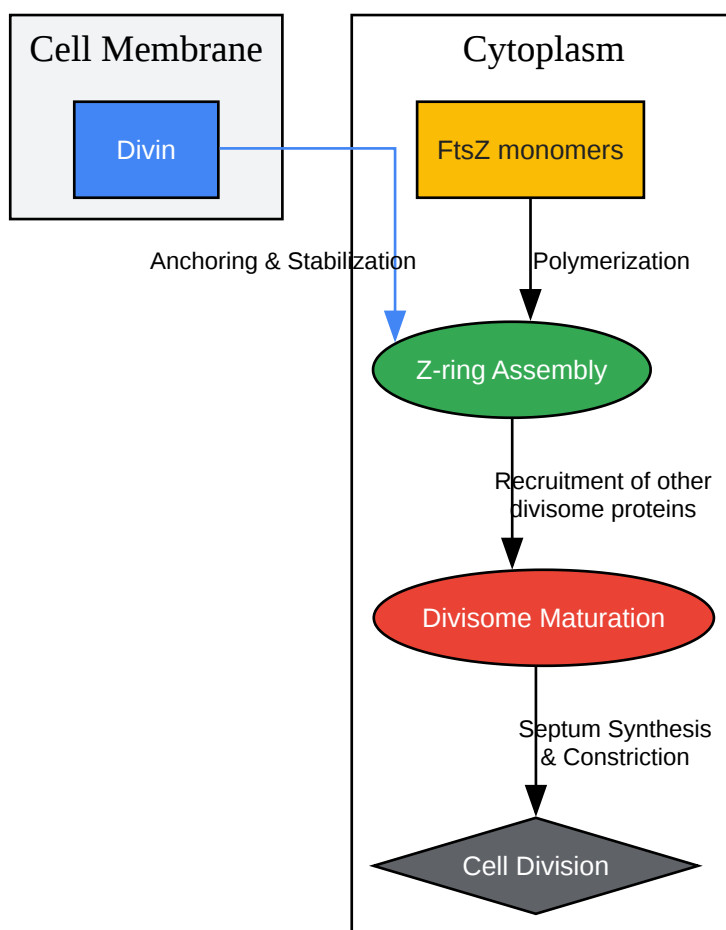 Cell Membrane
Cytoplasm
Divin
FtsZ monomers
Anchoring & Stabilization
Polymerization
Z-ring Assembly
Recruitment of other
divisome proteins
Divisome Maturation
Septum Synthesis
& Constriction
Cell Division